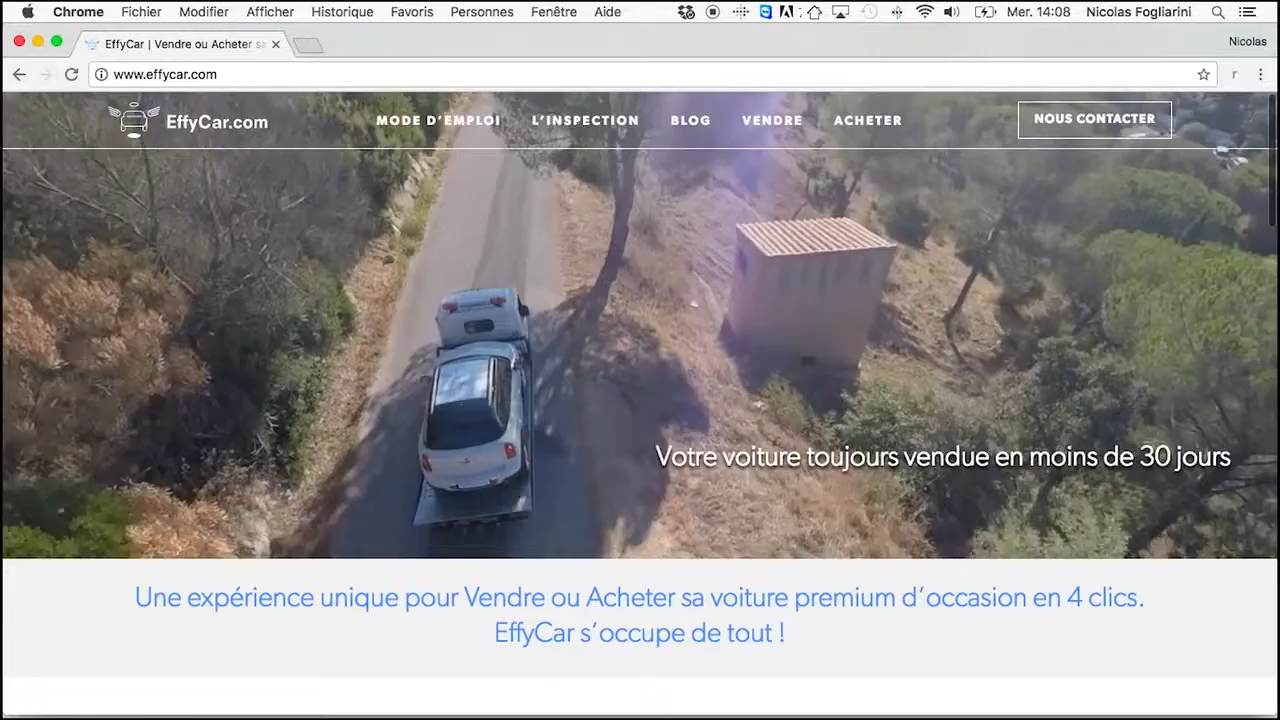 Chrome Fichier Modifier Afficher Historique Favoris Personnes Fenêtre Aide Mer. 14:08 Nicolas Fogliarini
EffyCar | Vendre ou Acheter sa
Nicolas
www.effycar.com
EffyCar.com MODE D'EMPLOI L'INSPECTION BLOG VENDRE ACHETER NOUS CONTACTER
Votre voiture toujours vendue en moins de 30 jours
Une expérience unique pour Vendre ou Acheter sa voiture premium d'occasion en 4 clics.
EffyCar s'occupe de tout !